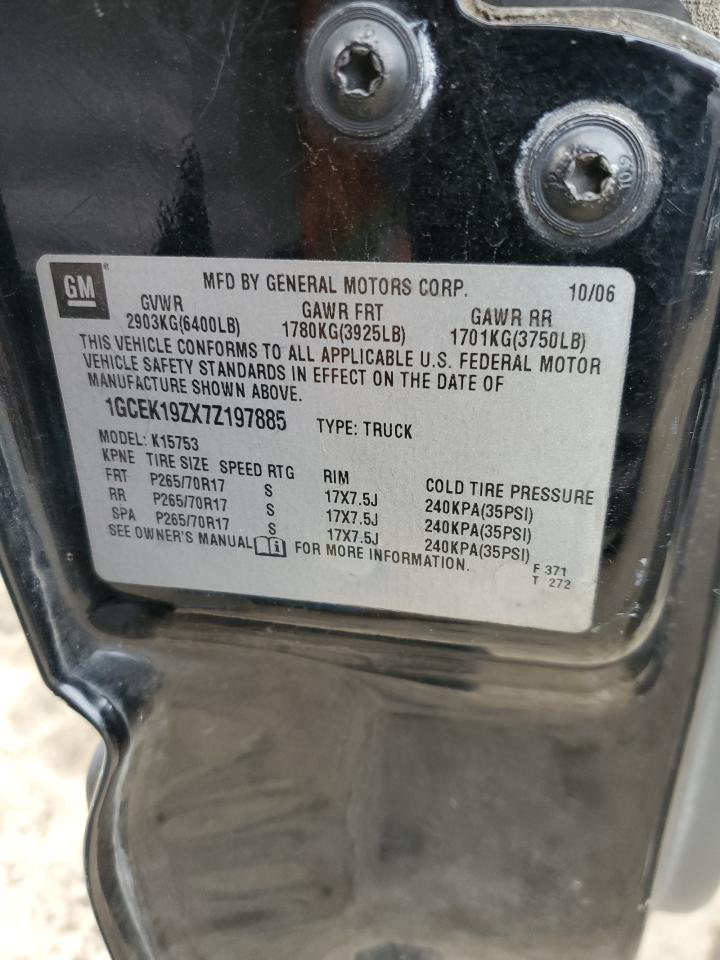 GM ® MFD BY GENERAL MOTORS CORP. 10/06
GVWR GAWR FRT GAWR RR
2903KG(6400LB) 1780KG(3925LB) 1701KG(3750LB)
THIS VEHICLE CONFORMS TO ALL APPLICABLE U.S. FEDERAL MOTOR
VEHICLE SAFETY STANDARDS IN EFFECT ON THE DATE OF
MANUFACTURE SHOWN ABOVE.
1GCEK19ZX7Z197885 TYPE: TRUCK
MODEL: K15753
KPNE TIRE SIZE SPEED RTG RIM COLD TIRE PRESSURE
FRT P265/70R17 S 17X7.5J 240KPA(35PSI)
RR P265/70R17 S 17X7.5J 240KPA(35PSI)
SPA P265/70R17 S 17X7.5J 240KPA(35PSI)
SEE OWNER'S MANUAL i FOR MORE INFORMATION.
F 371
T 272
10.9